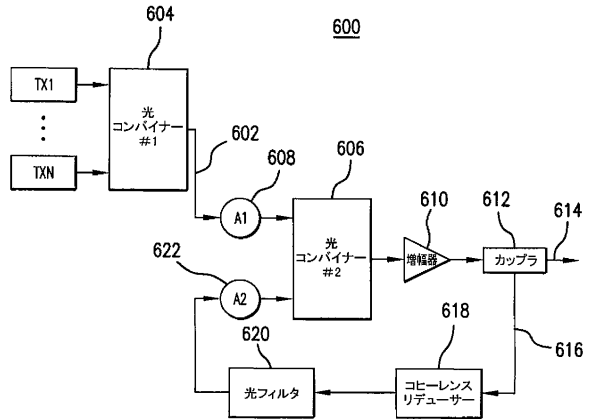 600
604
TX1
TXN
光
コンバイナー
#1
602
608
A1
606
光
コンバイナー
#2
610
増幅器
612
カップラ
614
622
A2
616
618
コヒーレンス
リデューサー
620
光フィルタ